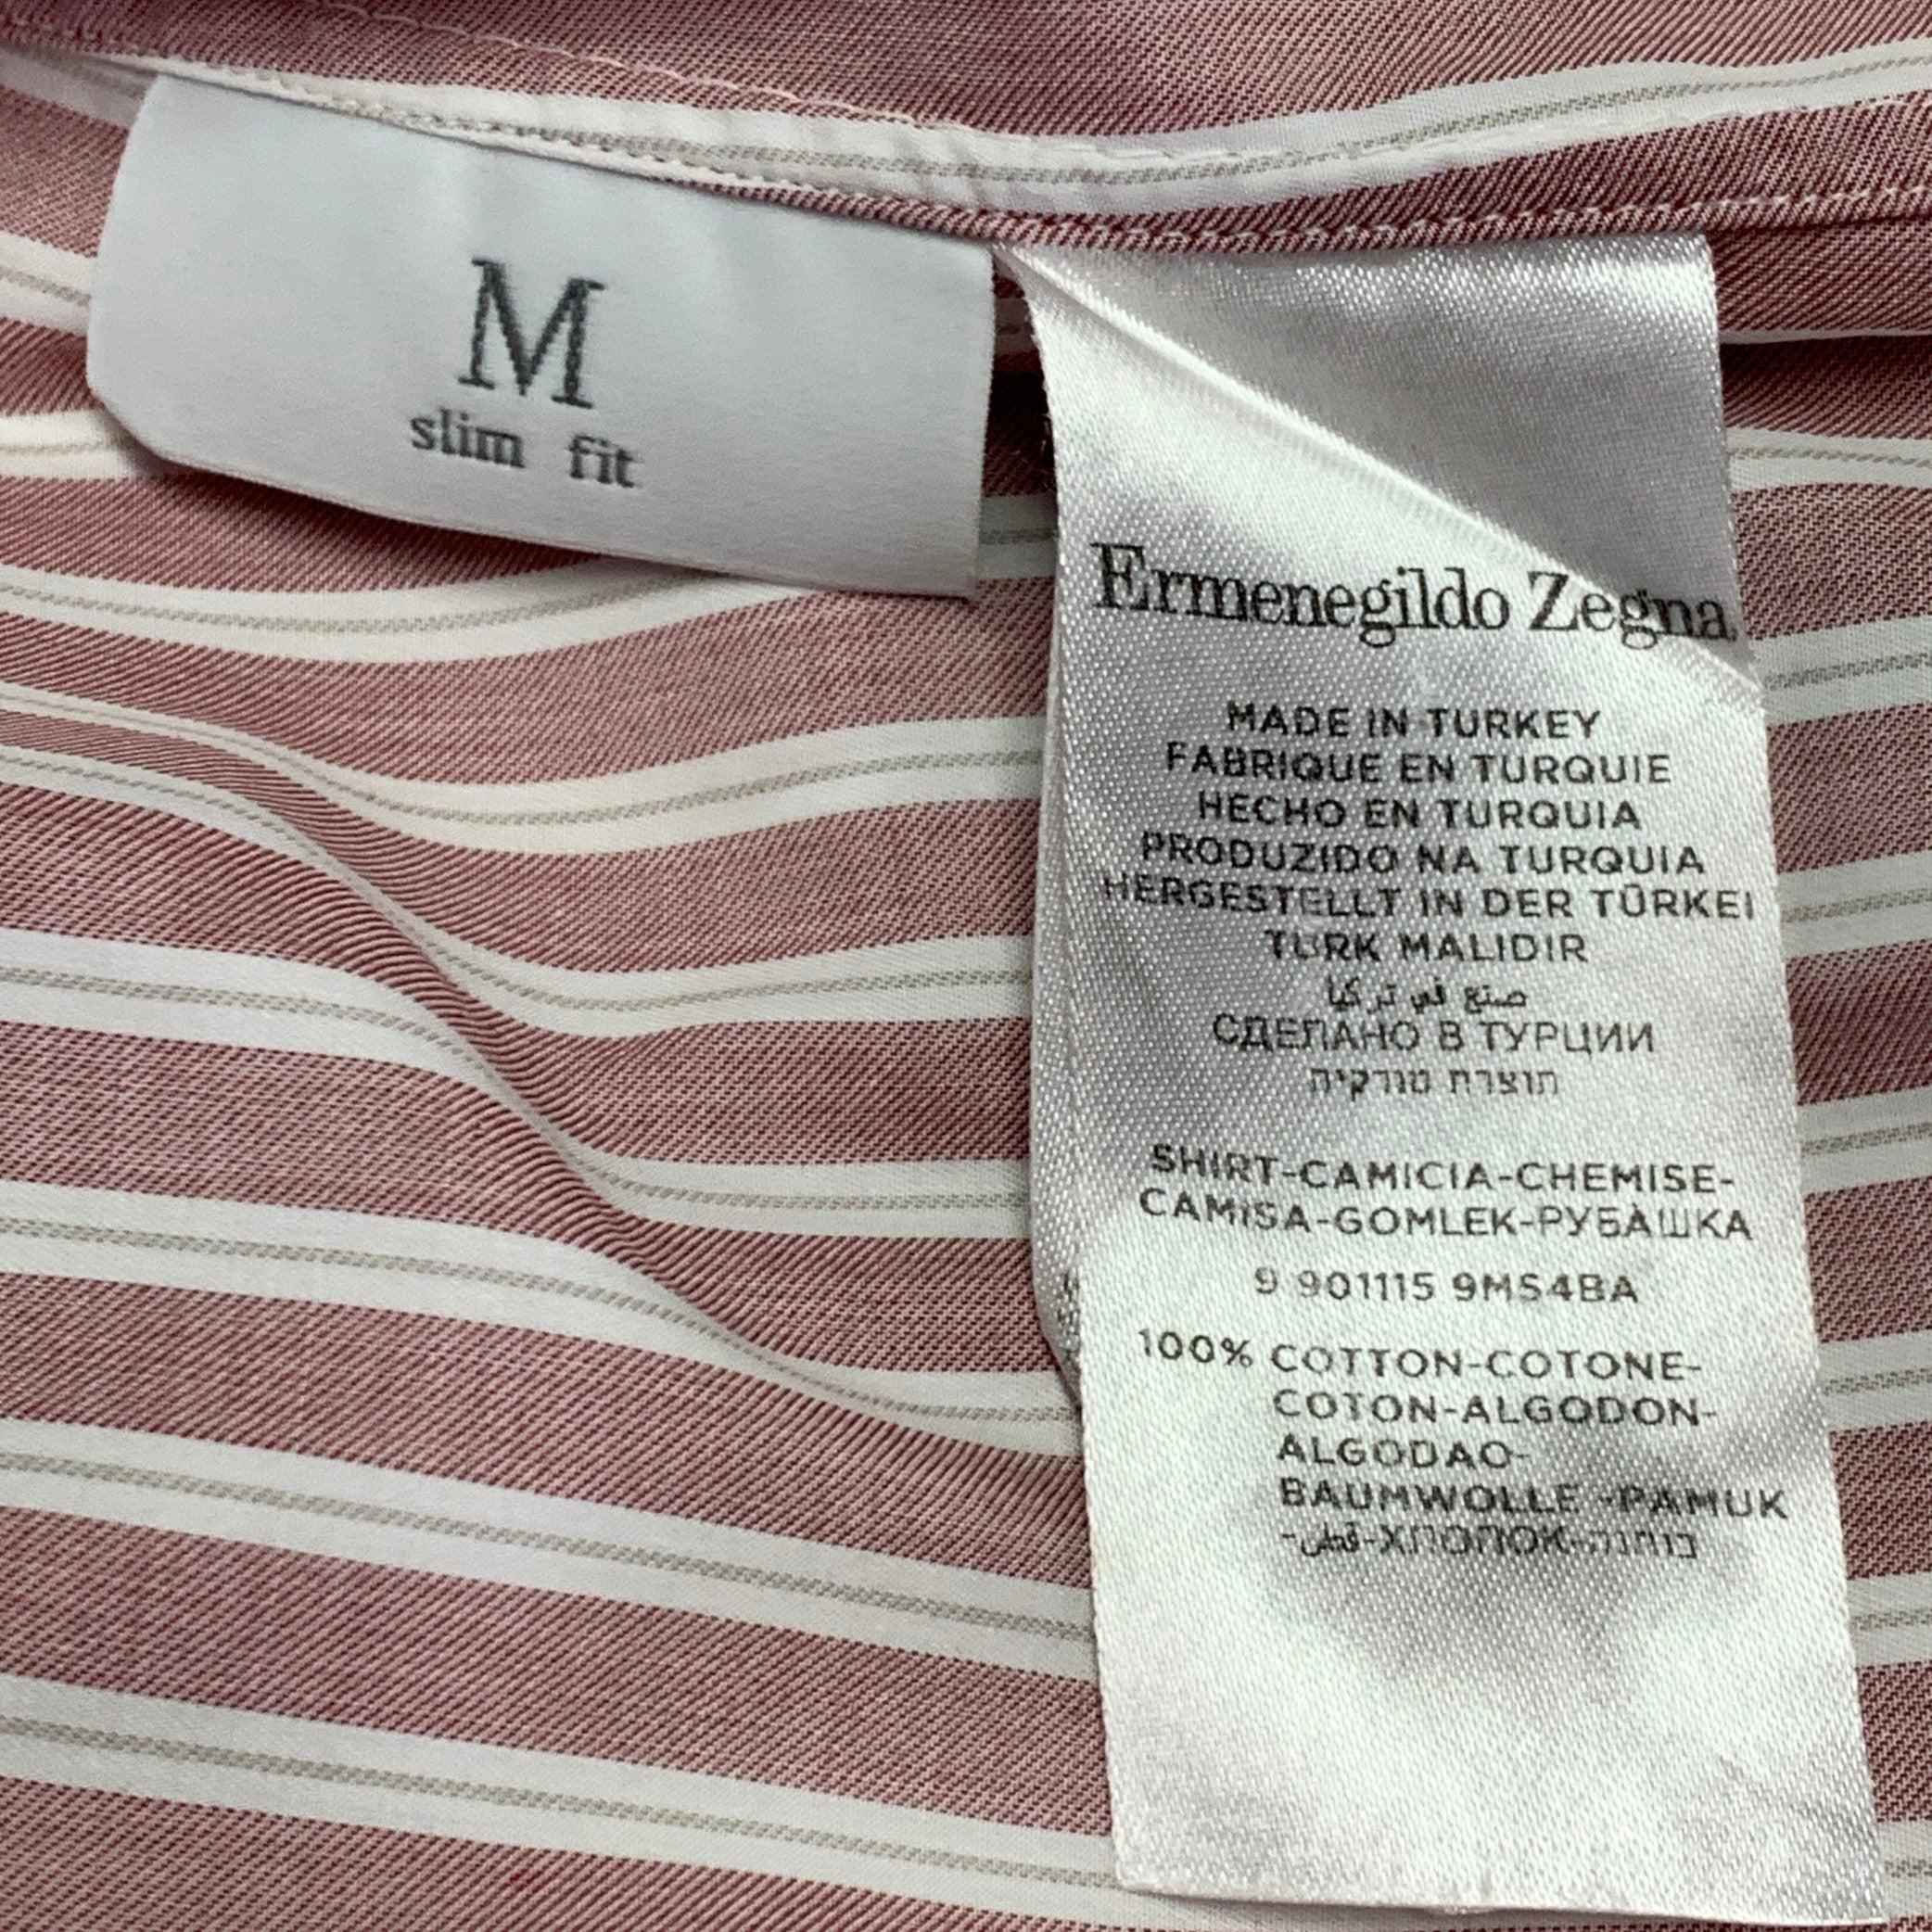 M
slim fit
Ermenegildo Zegna
MADE IN TURKEY
FABRIQUE EN TURQUIE
HECHO EN TURQUIA
PRODUZIDO NA TURQUIA
HERGESTELLT IN DER TÜRKEI
TURK MALIDIR
صنع في تركيا
СДЕЛАНО В ТУРЦИИ
תוצרת טורקיה
SHIRT-CAMICIA-CHEMISE-
CAMISA-GOMLEK-РУБÀШКА
9 901115 9MS4BA
100% COTTON-COTONE-
COTON-ALGODON-
ALGODAO-
BAUMWOLLE -PAMUK
-قطن-ХЛОПОК-כותנה